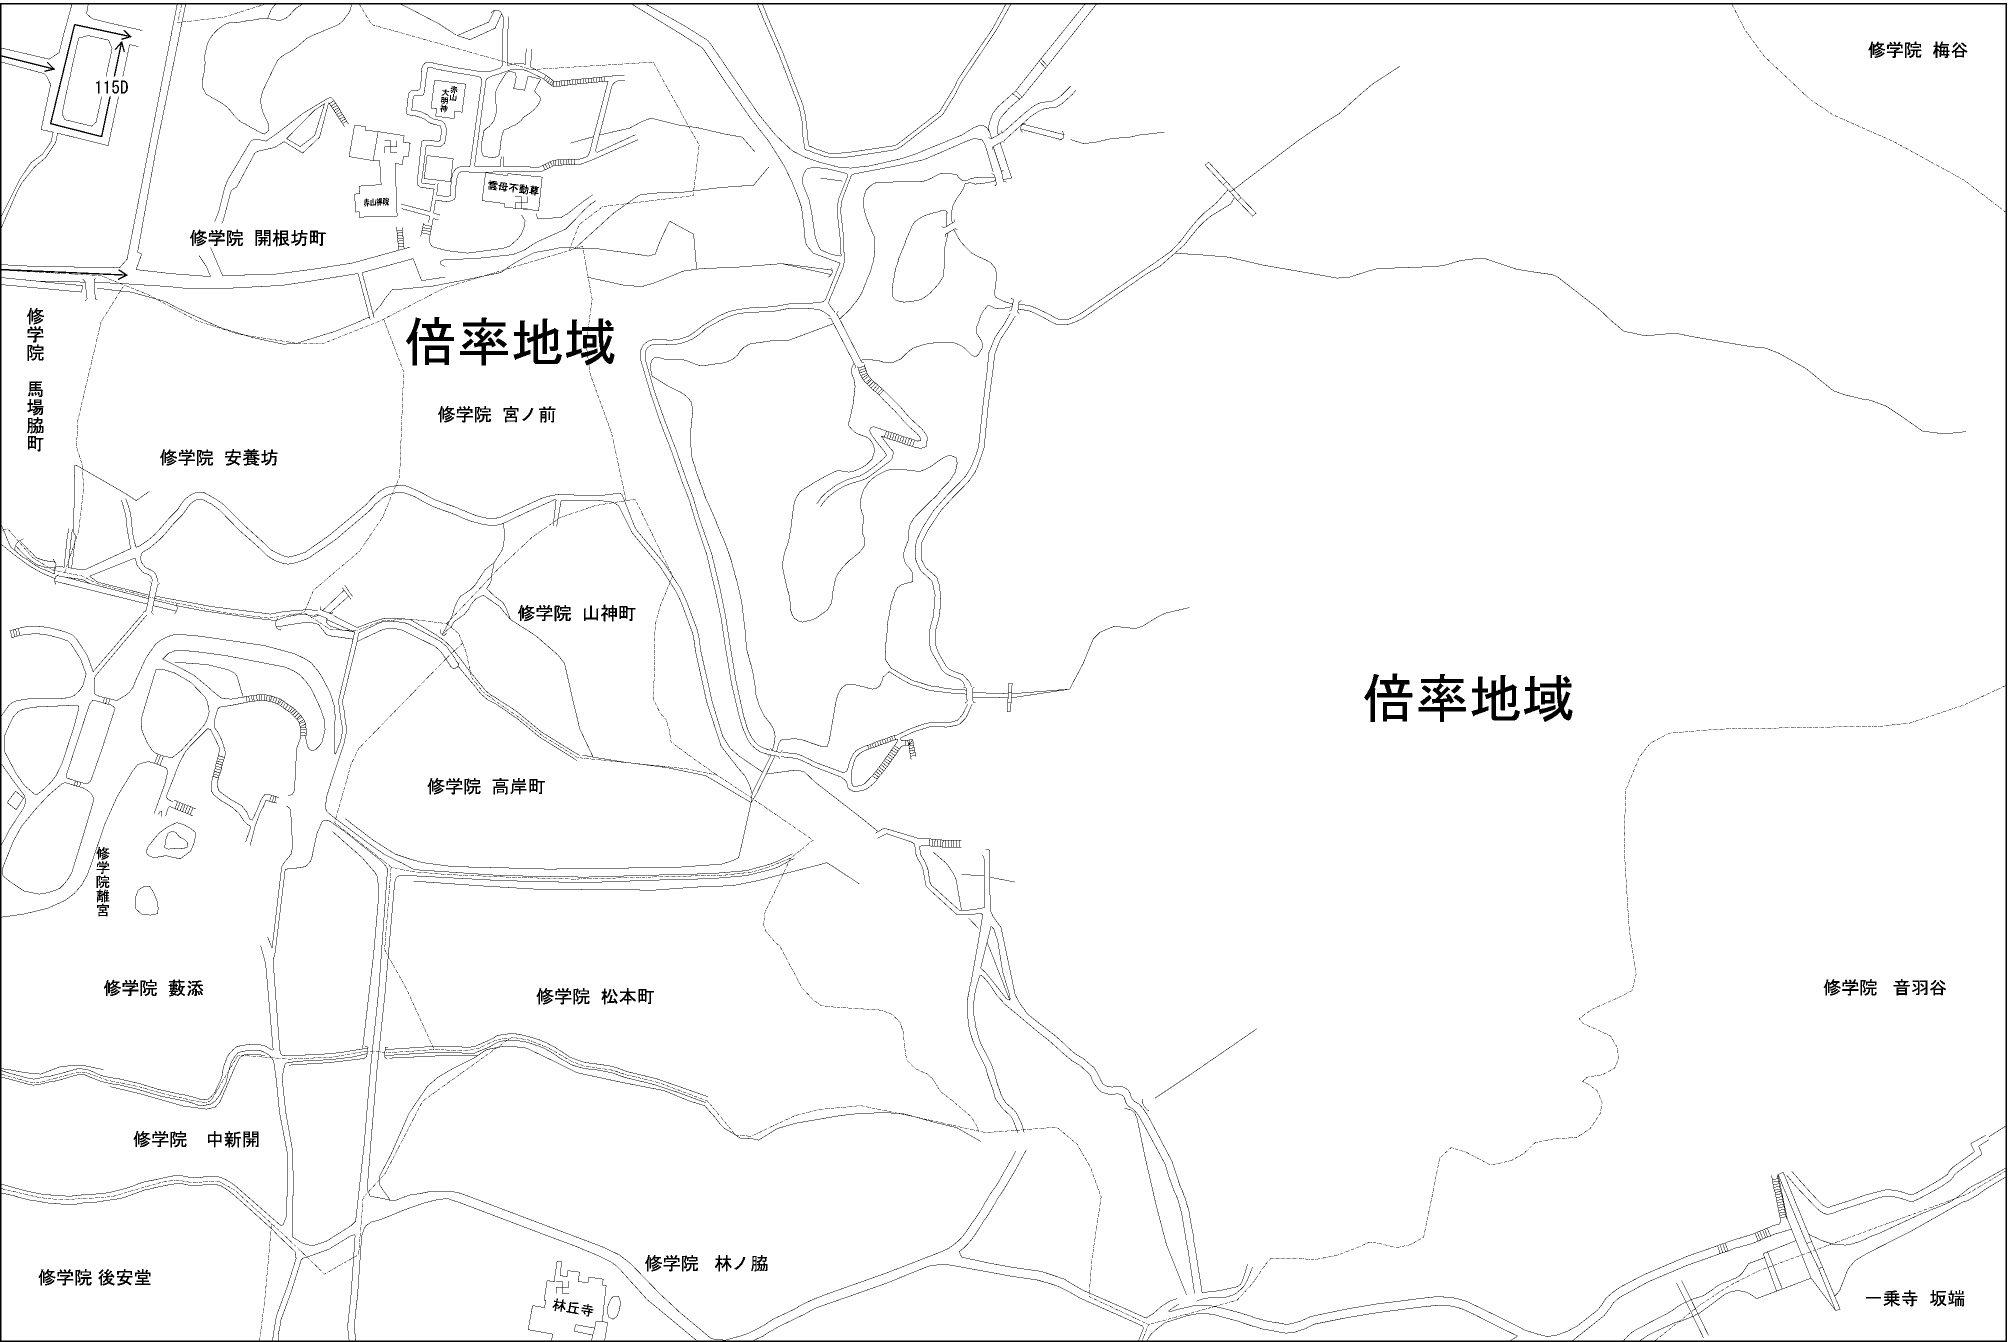 修学院 梅谷
115D
赤山
大明神
雲母不動尊
赤山禅院
修学院 開根坊町
修学院 馬場脇町
倍率地域
修学院 宮ノ前
修学院 安養坊
修学院 山神町
倍率地域
修学院 高岸町
修学院離宮
修学院 藪添
修学院 松本町
修学院 音羽谷
修学院 中新開
修学院 林ノ脇
修学院 後安堂
林丘寺
一乗寺 坂端